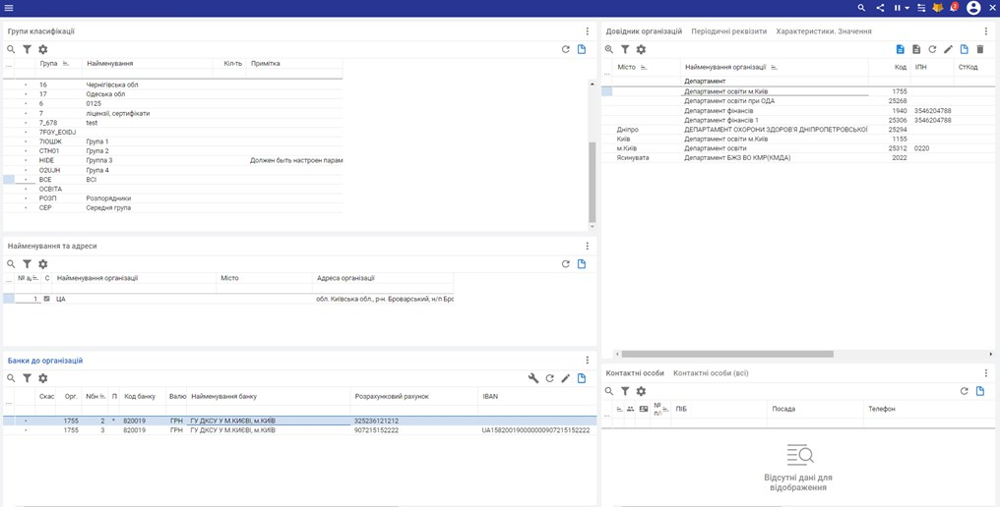 2
Групи класифікації
... Група Найменування Кіл-ть Примітка
16 Чернігівська обл
17 Одеська обл
6 0125
7 ліцензії, сертифікати
7_678 test
7FGY_EOIDJ
7ІОЩЖ Група 1
СТН01 Група 2
HIDE Группа 3 Должен быть настроен парам
O2UJH Група 4
ВСЕ ВСІ
ОСВІТА
РОЗП Розпорядники
СЕР Середня група
Найменування та адреси
... № а/ С Найменування організації Місто Адреса організації
1 ЦА обл. Київська обл., р-н. Броварський, н/п Бро
Банки до організацій
... Скас Орг. Nбн П Код банку Валю Найменування банку Розрахунковий рахунок IBAN
1755 2 * 820019 ГРН ГУ ДКСУ У М.КИЄВІ, м.КИЇВ 325236121212
1755 3 820019 ГРН ГУ ДКСУ У М.КИЄВІ, м.КИЇВ 907215152222 UA158200190000000907215152222
Довідник організацій Періодичні реквізити Характеристики. Значення
... Місто Найменування організації Код ІПН СтКод
Департамент
Департамент освіти м.Київ 1755
Департамент освіти при ОДА 25268
Департамент фінансів 1940 3546204788
Департамент фінансів 1 25306 3546204788
Дніпро ДЕПАРТАМЕНТ ОХОРОНИ ЗДОРОВ'Я ДНІПРОПЕТРОВСЬКОЇ 25294
Київ Департамент освіти м.Київ 1155
м.Київ Департамент освіти 25312 0220
Ясинувата Департамент БЖЗ ВО КМР(КМДА) 2022
Контактні особи Контактні особи (всі)
... № п/ ПІБ Посада Телефон
Відсутні дані для
відображення